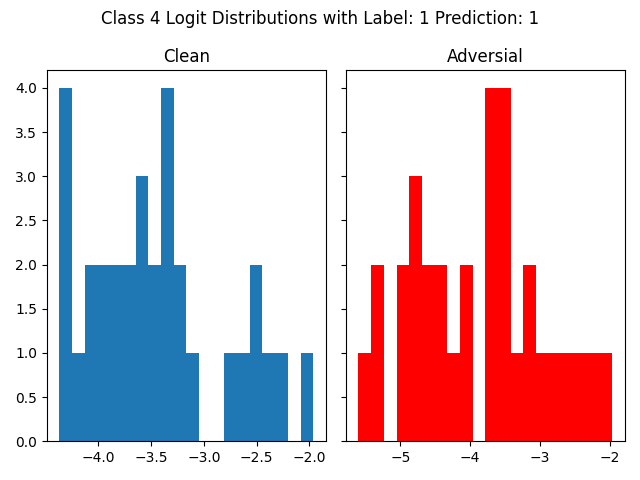 Class 4 Logit Distributions with Label: 1 Prediction: 1
Clean
Adversial
4.0
3.5
3.0
2.5
2.0
1.5
1.0
0.5
0.0
−4.0 −3.5 −3.0 −2.5 −2.0
−5 −4 −3 −2